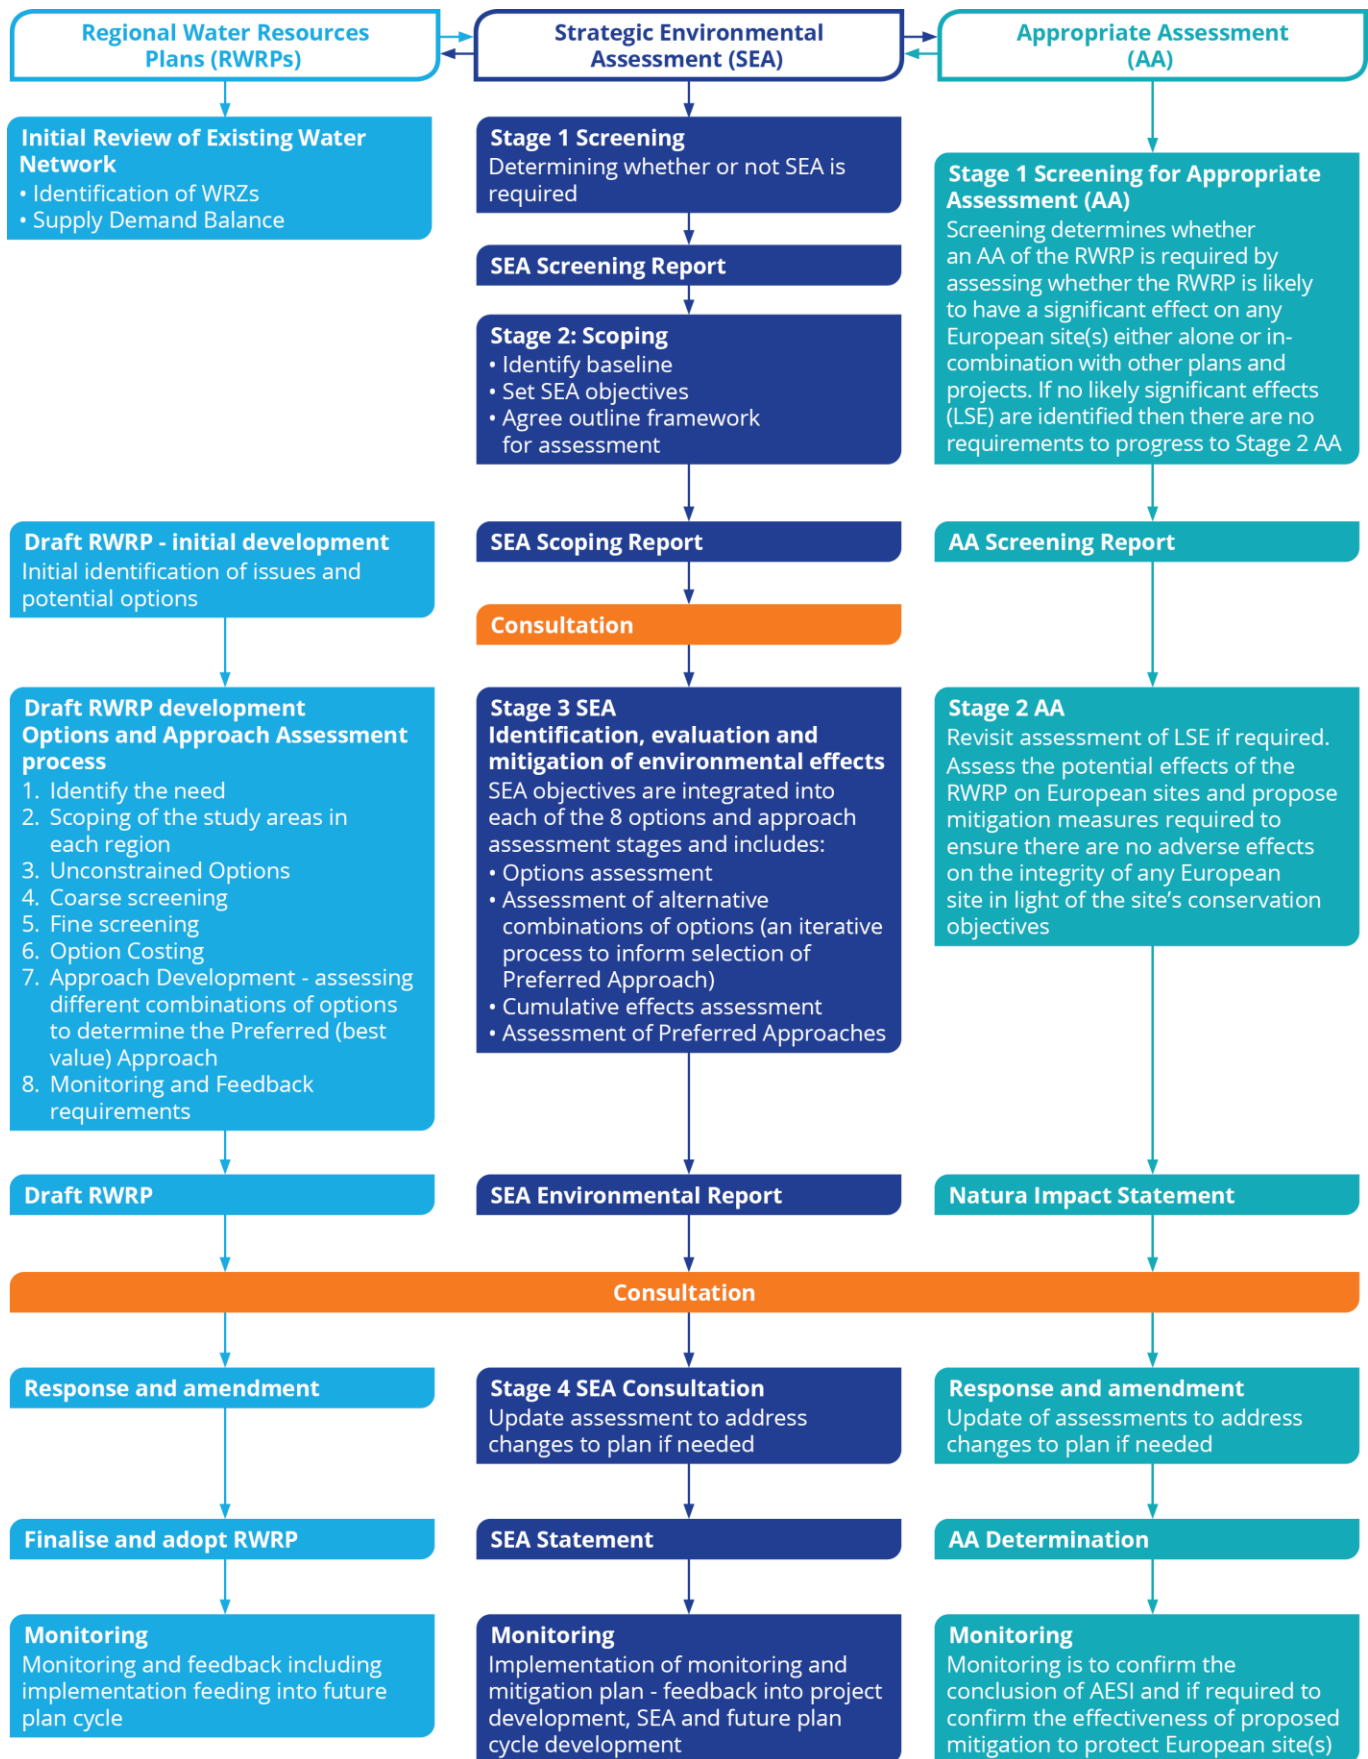 Regional Water Resources
Plans (RWRPs)
Strategic Environmental
Assessment (SEA)
Appropriate Assessment
(AA)
Initial Review of Existing Water
Network
• Identification of WRZs
• Supply Demand Balance
Stage 1 Screening
Determining whether or not SEA is
required
SEA Screening Report
Stage 2: Scoping
• Identify baseline
• Set SEA objectives
• Agree outline framework
for assessment
Stage 1 Screening for Appropriate
Assessment (AA)
Screening determines whether
an AA of the RWRP is required by
assessing whether the RWRP is likely
to have a significant effect on any
European site(s) either alone or in-
combination with other plans and
projects. If no likely significant effects
(LSE) are identified then there are no
requirements to progress to Stage 2 AA
Draft RWRP - initial development
Initial identification of issues and
potential options
SEA Scoping Report
Consultation
AA Screening Report
Draft RWRP development
Options and Approach Assessment
process
1. Identify the need
2. Scoping of the study areas in
each region
3. Unconstrained Options
4. Coarse screening
5. Fine screening
6. Option Costing
7. Approach Development - assessing
different combinations of options
to determine the Preferred (best
value) Approach
8. Monitoring and Feedback
requirements
Stage 3 SEA
Identification, evaluation and
mitigation of environmental effects
SEA objectives are integrated into
each of the 8 options and approach
assessment stages and includes:
• Options assessment
• Assessment of alternative
combinations of options (an iterative
process to inform selection of
Preferred Approach)
• Cumulative effects assessment
• Assessment of Preferred Approaches
Stage 2 AA
Revisit assessment of LSE if required.
Assess the potential effects of the
RWRP on European sites and propose
mitigation measures required to
ensure there are no adverse effects
on the integrity of any European
site in light of the site’s conservation
objectives
Draft RWRP
SEA Environmental Report
Natura Impact Statement
Consultation
Response and amendment
Stage 4 SEA Consultation
Update assessment to address
changes to plan if needed
Response and amendment
Update of assessments to address
changes to plan if needed
Finalise and adopt RWRP
SEA Statement
AA Determination
Monitoring
Monitoring and feedback including
implementation feeding into future
plan cycle
Monitoring
Implementation of monitoring and
mitigation plan - feedback into project
development, SEA and future plan
cycle development
Monitoring
Monitoring is to confirm the
conclusion of AESI and if required to
confirm the effectiveness of proposed
mitigation to protect European site(s)